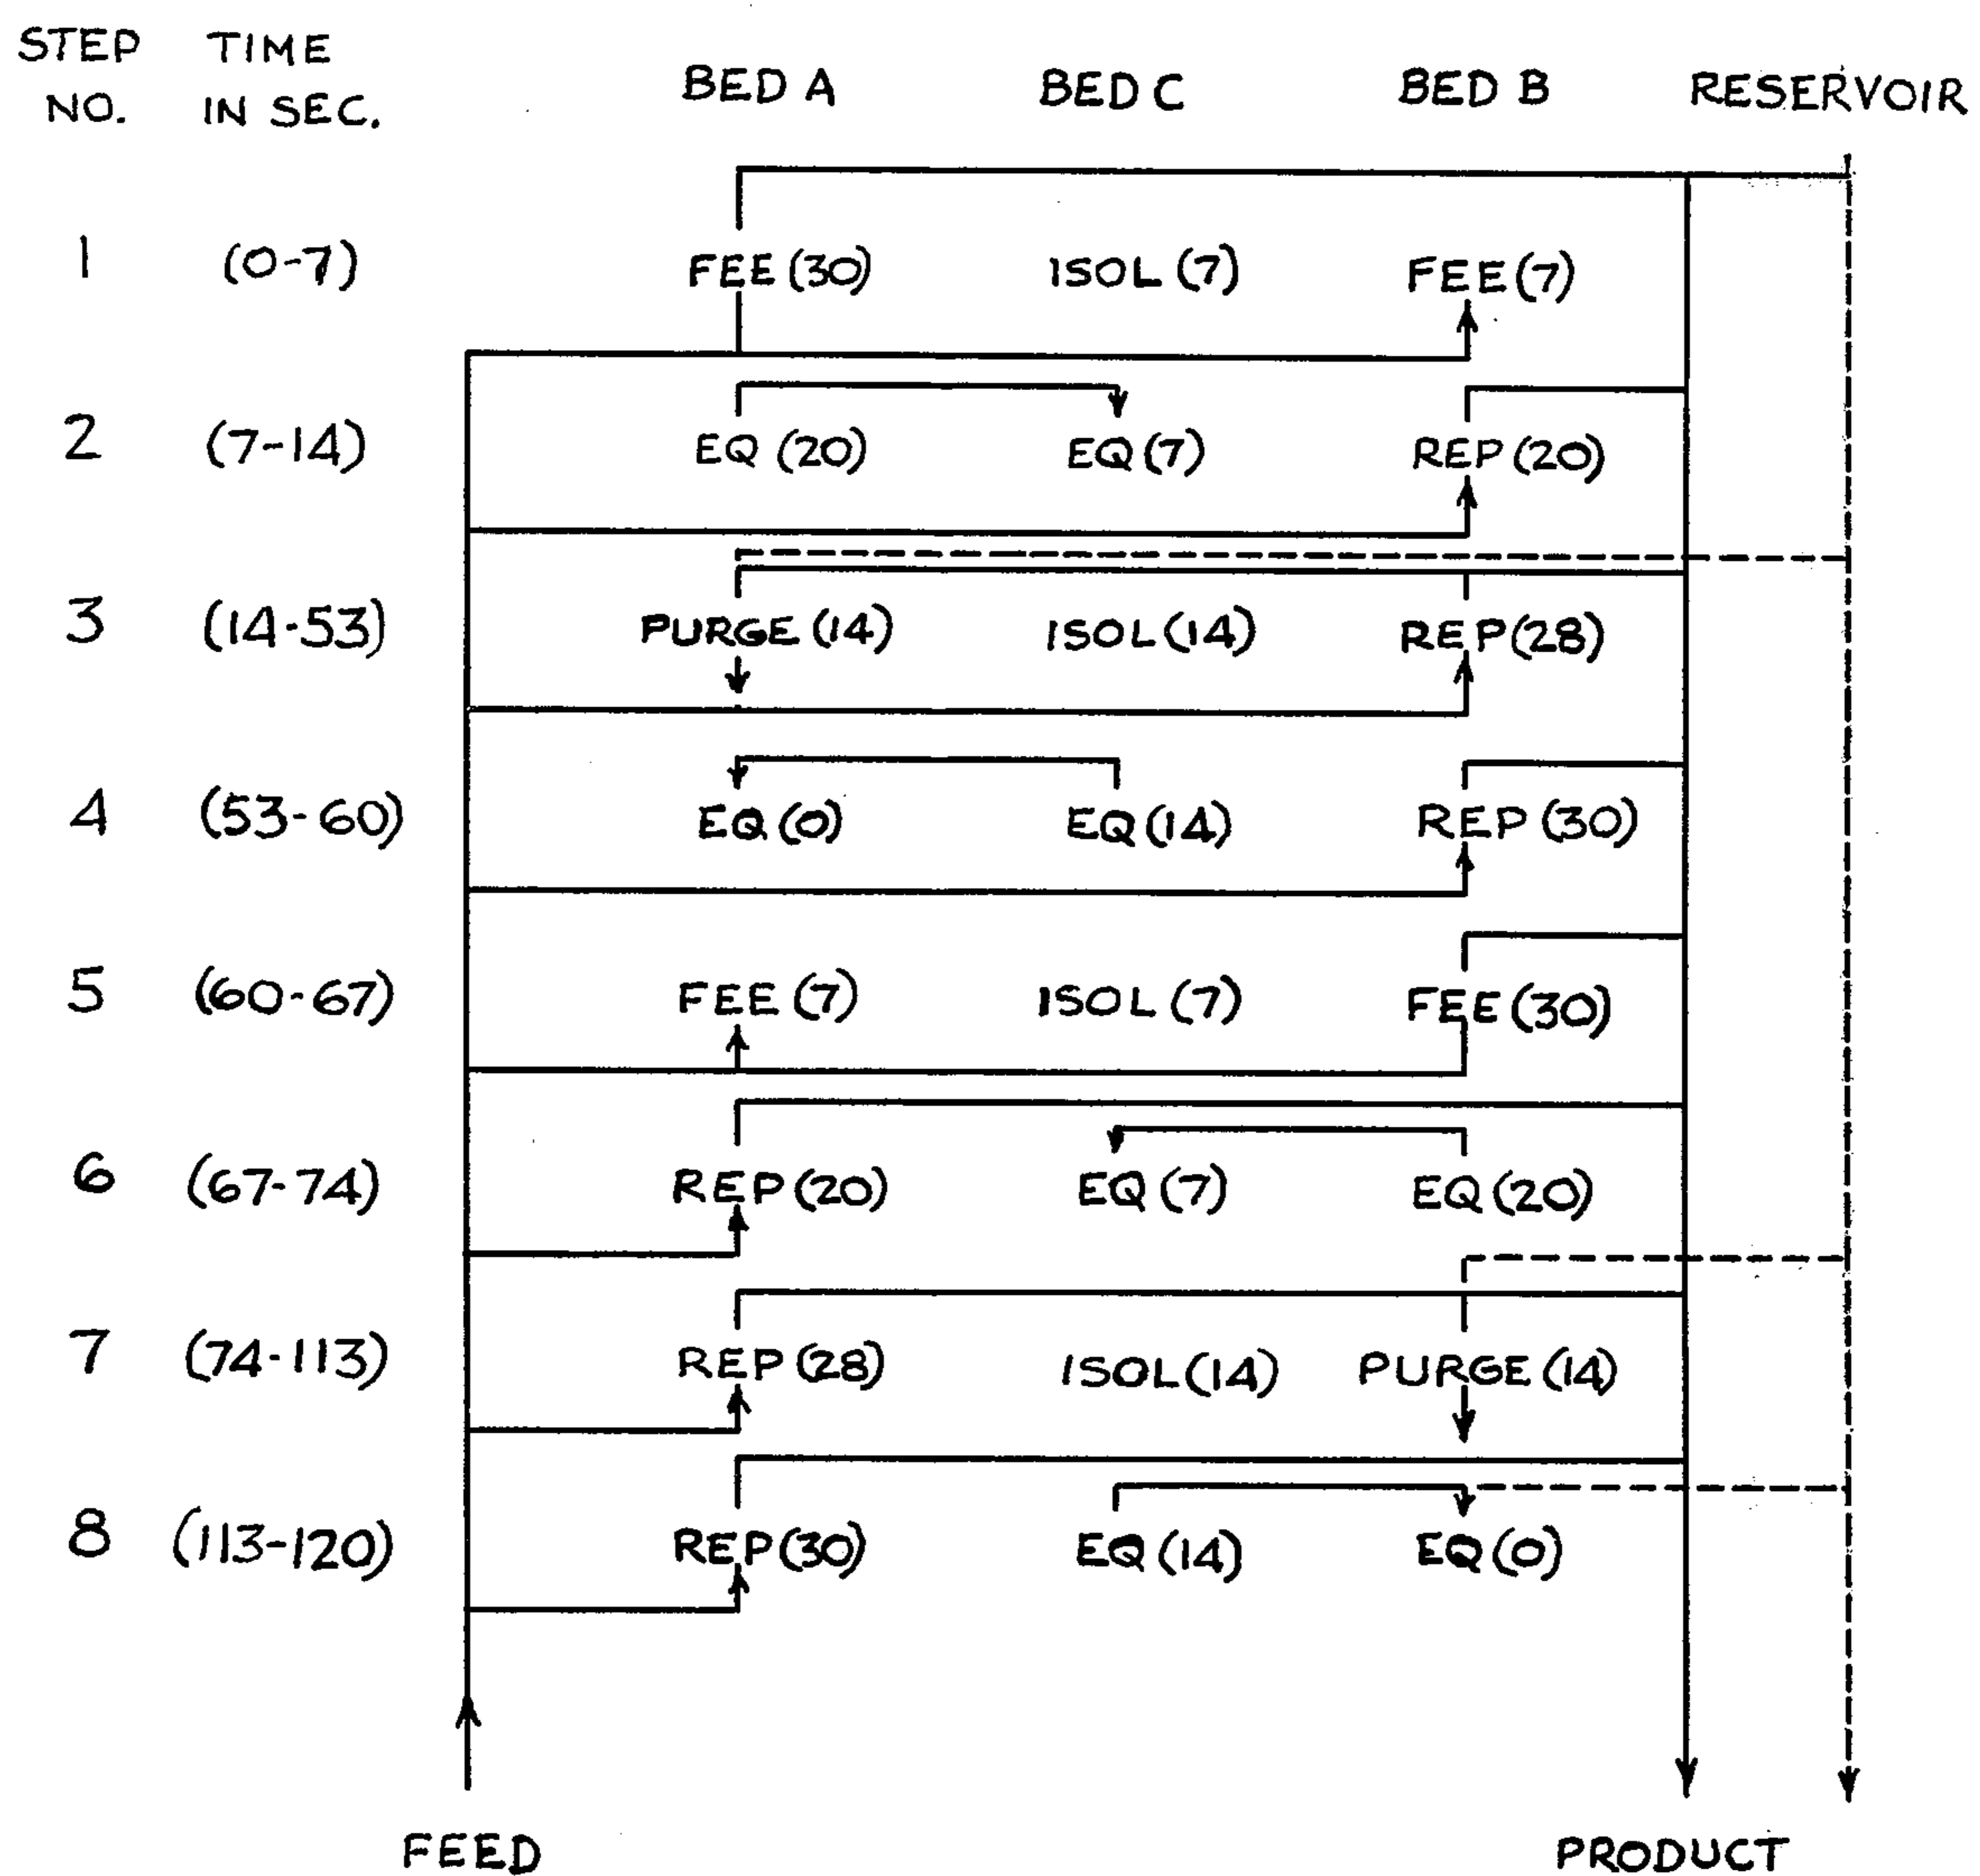 STEP NO. TIME IN SEC. BED A BED C BED B RESERVOIR
1 (0-7) FEE (30) ISOL (7) FEE (7)
2 (7-14) EQ (20) EQ (7) REP (20)
3 (14-53) PURGE (14) ISOL (14) REP (28)
4 (53-60) EQ (0) EQ (14) REP (30)
5 (60-67) FEE (7) ISOL (7) FEE (30)
6 (67-74) REP (20) EQ (7) EQ (20)
7 (74-113) REP (28) ISOL (14) PURGE (14)
8 (113-120) REP (30) EQ (14) EQ (0)
FEED PRODUCT